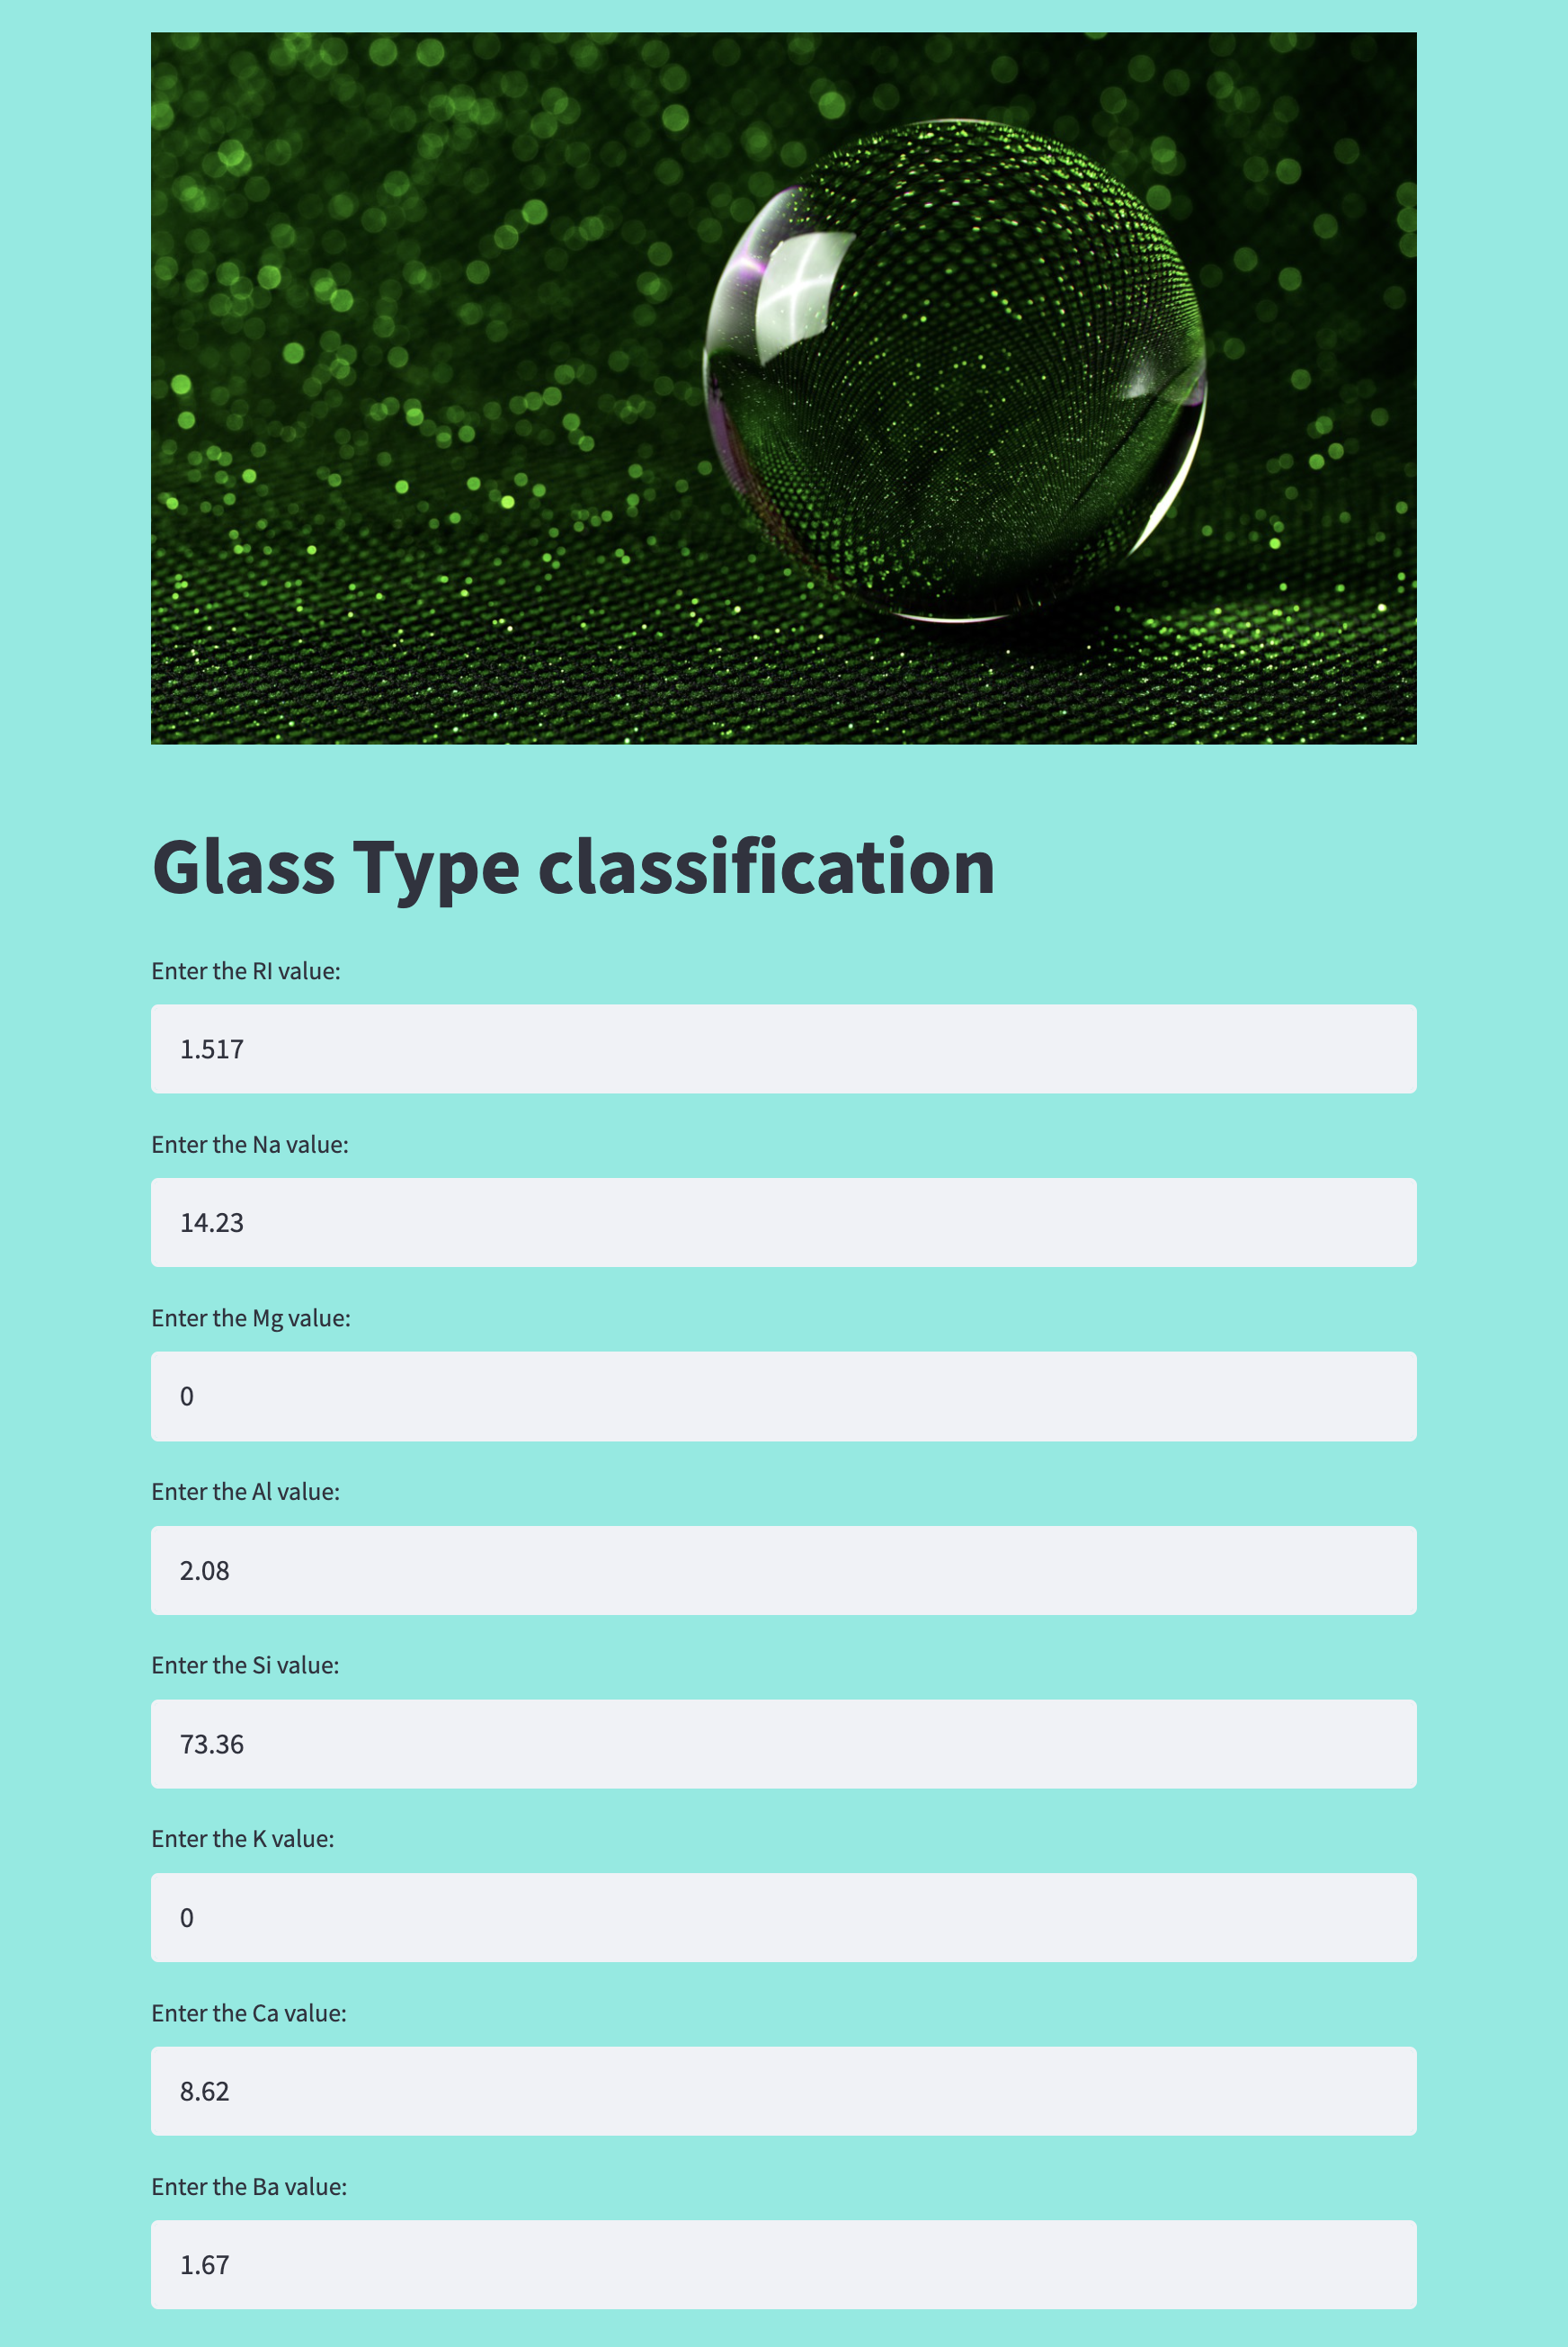 Glass Type classification
Enter the RI value:
1.517
Enter the Na value:
14.23
Enter the Mg value:
0
Enter the Al value:
2.08
Enter the Si value:
73.36
Enter the K value:
0
Enter the Ca value:
8.62
Enter the Ba value:
1.67